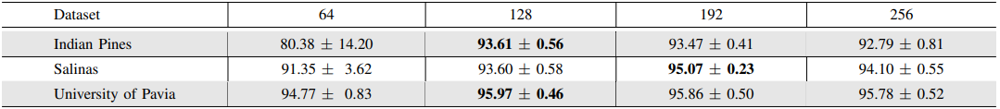 Dataset 64 128 192 256
Indian Pines 80.38 ± 14.20 93.61 ± 0.56 93.47 ± 0.41 92.79 ± 0.81
Salinas 91.35 ± 3.62 93.60 ± 0.58 95.07 ± 0.23 94.10 ± 0.55
University of Pavia 94.77 ± 0.83 95.97 ± 0.46 95.86 ± 0.50 95.78 ± 0.52